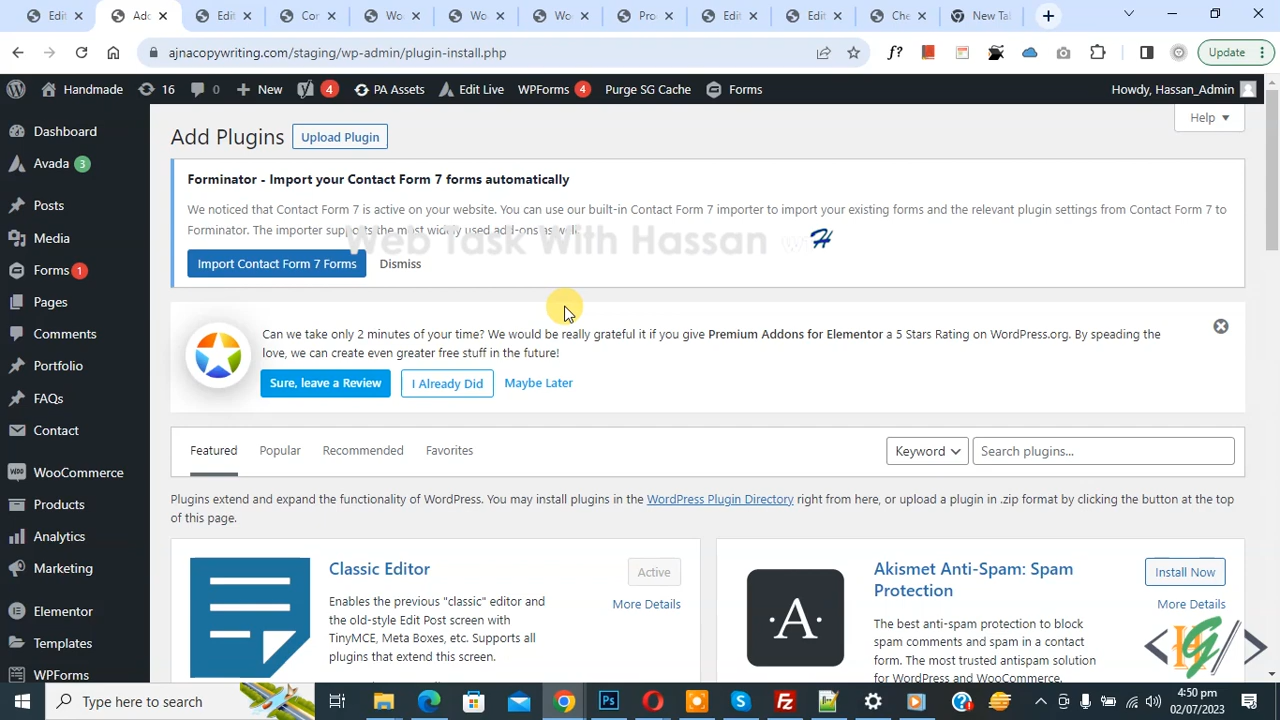 Edi
Adc
Edi
Co
Wo
Wo
Wo
Pro
Edi
Edi
Che
New Tab
ajnacopywriting.com/staging/wp-admin/plugin-install.php
f?
Update
Handmade
16
0
New
4
PA Assets
Edit Live
WPForms 4
Purge SG Cache
Forms
Howdy, Hassan_Admin
Dashboard
Avada 3
Posts
Media
Forms 1
Pages
Comments
Portfolio
FAQs
Contact
WooCommerce
Products
Analytics
Marketing
Elementor
Templates
WPForms
Help
Add Plugins
Upload Plugin
Forminator - Import your Contact Form 7 forms automatically
We noticed that Contact Form 7 is active on your website. You can use our built-in Contact Form 7 importer to import your existing forms and the relevant plugin settings from Contact Form 7 to
Forminator. The importer supports the most widely used add-ons as well.
Web Task With Hassan
Import Contact Form 7 Forms
Dismiss
Can we take only 2 minutes of your time? We would be really grateful if you give Premium Addons for Elementor a 5 Stars Rating on WordPress.org. By speading the
love, we can create even greater free stuff in the future!
Sure, leave a Review
I Already Did
Maybe Later
Featured
Popular
Recommended
Favorites
Keyword
Search plugins...
Plugins extend and expand the functionality of WordPress. You may install plugins in the WordPress Plugin Directory right from here, or upload a plugin in .zip format by clicking the button at the top
of this page.
Classic Editor
Active
More Details
Enables the previous "classic" editor and
the old-style Edit Post screen with
TinyMCE, Meta Boxes, etc. Supports all
plugins that extend this screen.
A
Akismet Anti-Spam: Spam
Protection
Install Now
More Details
The best anti-spam protection to block
spam comments and spam in a contact
form. The most trusted antispam solution
for WordPress and WooCommerce.
Type here to search
4:50 pm
02/07/2023